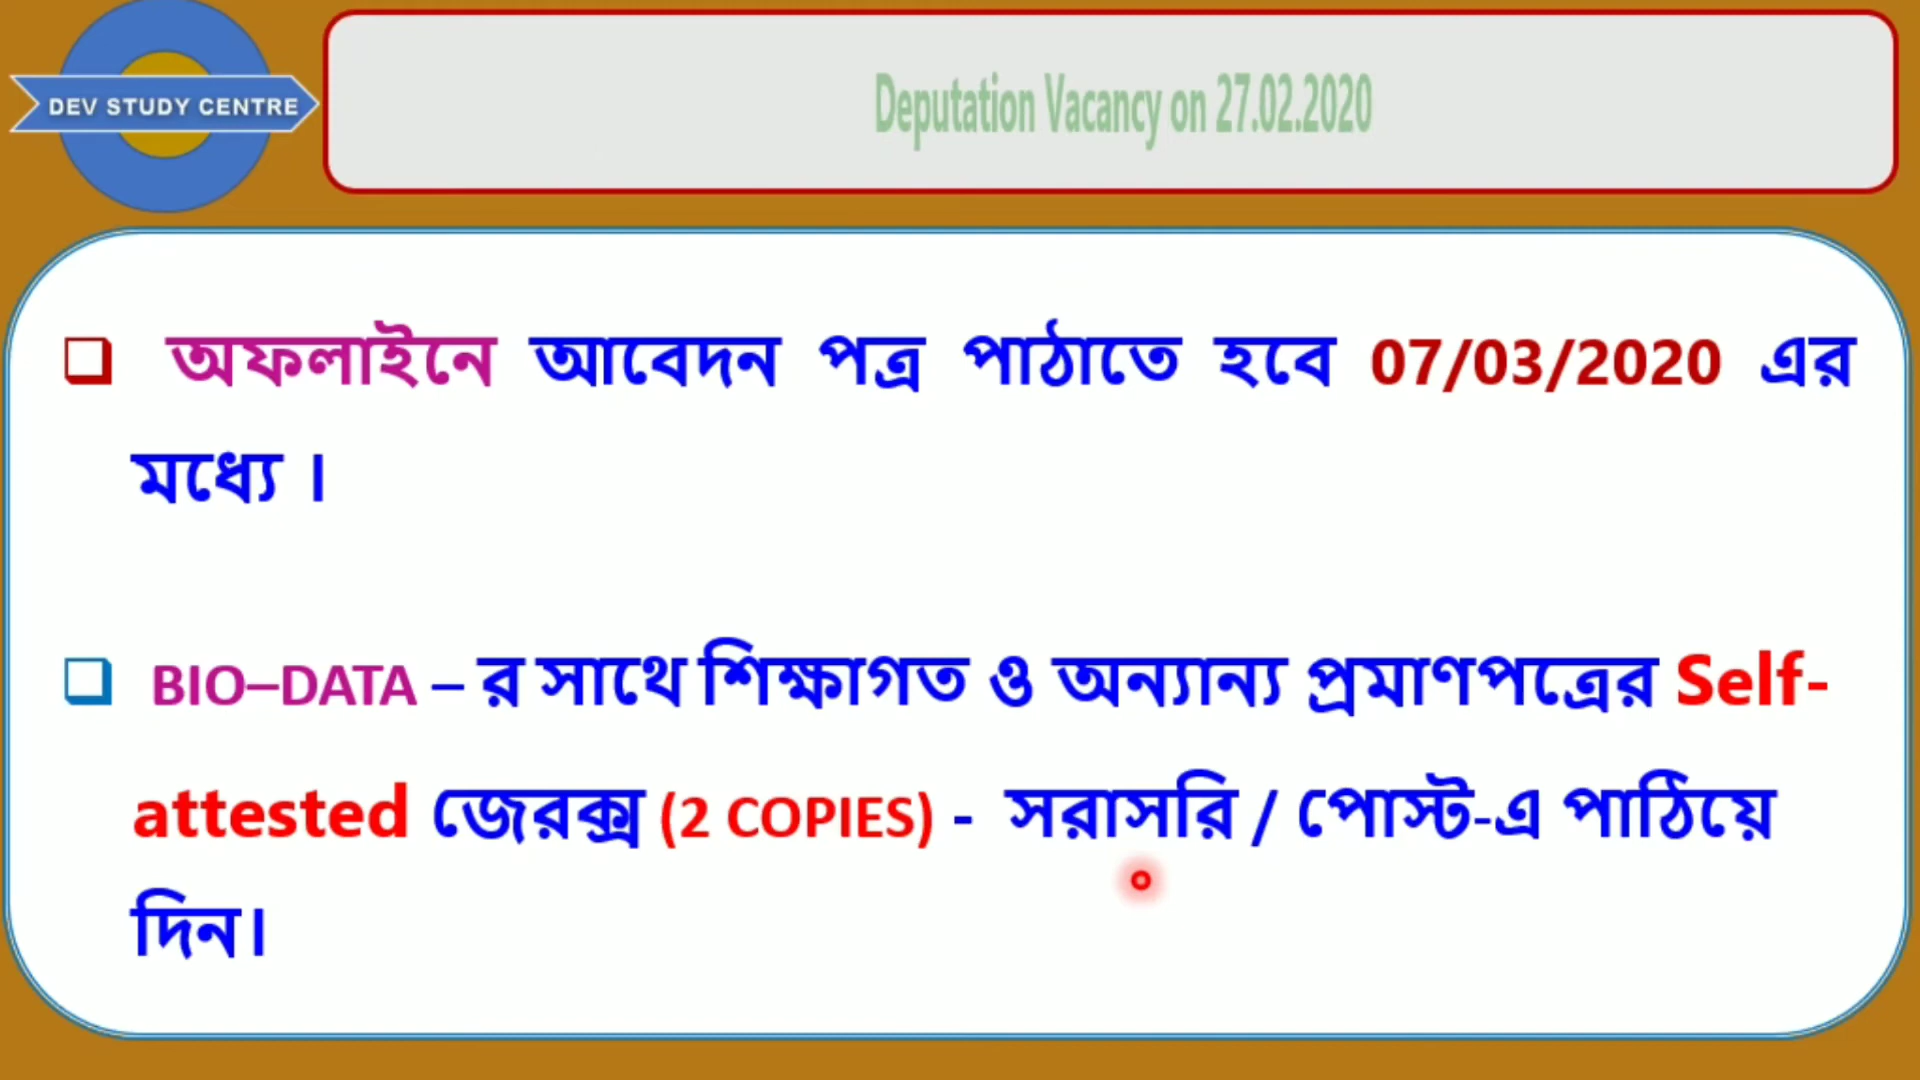 DEV STUDY CENTRE
Deputation Vacancy on 27.02.2020
অফলাইনে আবেদন পত্র পাঠাতে হবে 07/03/2020 এর
মধ্যে ।
BIO–DATA – র সাথে শিক্ষাগত ও অন্যান্য প্রমাণপত্রের Self-
attested জেরক্স (2 COPIES) - সরাসরি / পোস্ট-এ পাঠিয়ে
দিন।